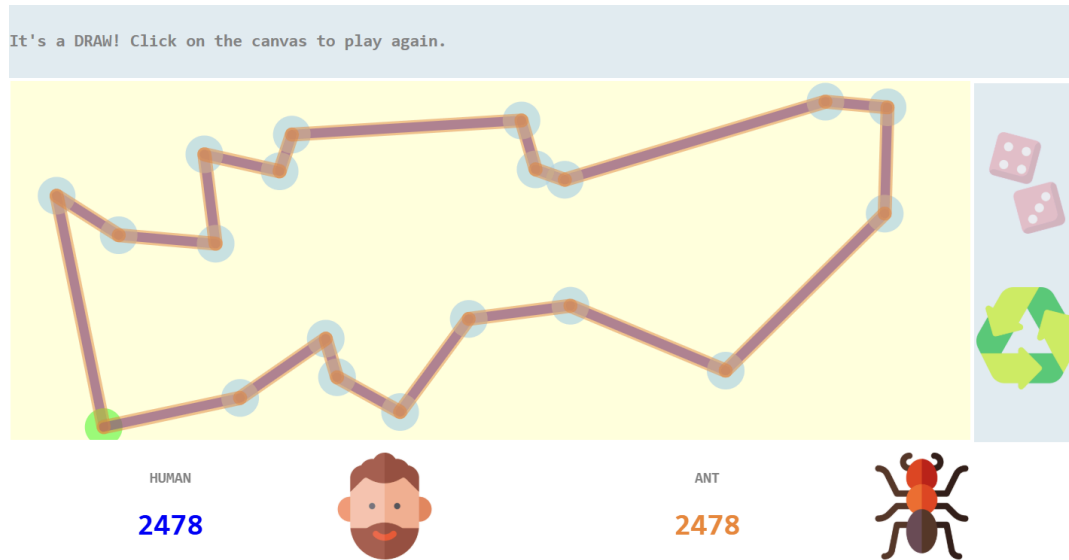 It's a DRAW! Click on the canvas to play again.
HUMAN
ANT
2478
2478